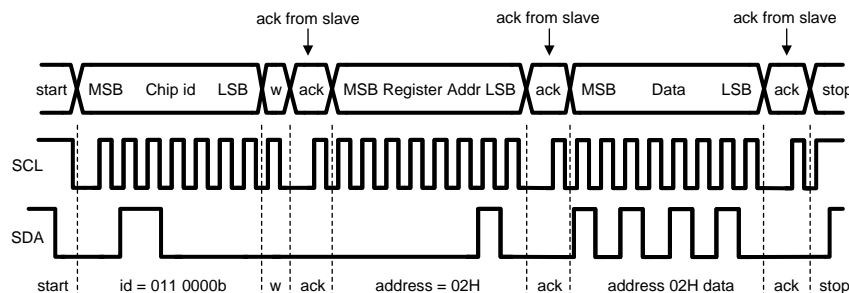 ack from slave ack from slave ack from slave
start MSB Chip id LSB w ack MSB Register Addr LSB ack MSB Data LSB ack stop
SCL
SDA
start id = 011 0000b w ack address = 02H ack address 02H data ack stop